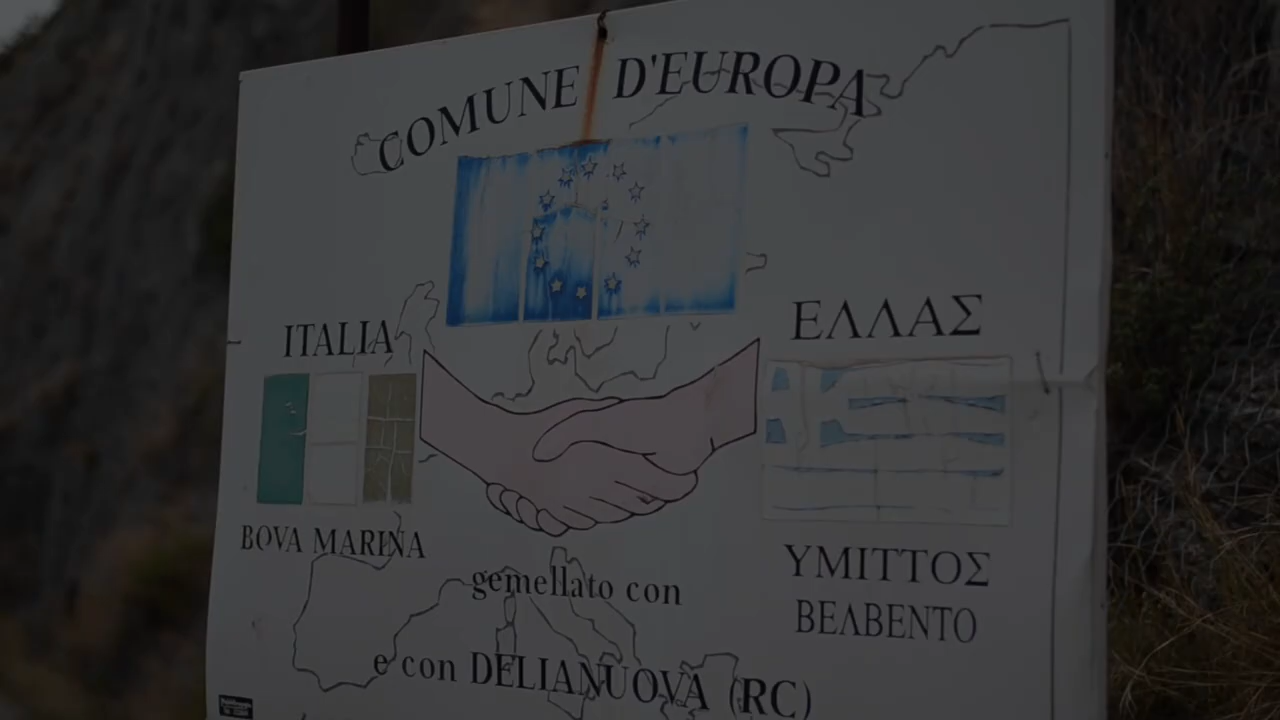 COMUNE D'EUROPA
ITALIA
ΕΛΛΑΣ
BOVA MARINA
gemellato con
ΥΜΙΤΤΟΣ
ΒΕΛΒΕΝΤΟ
e con DELIANUOVA (RC)